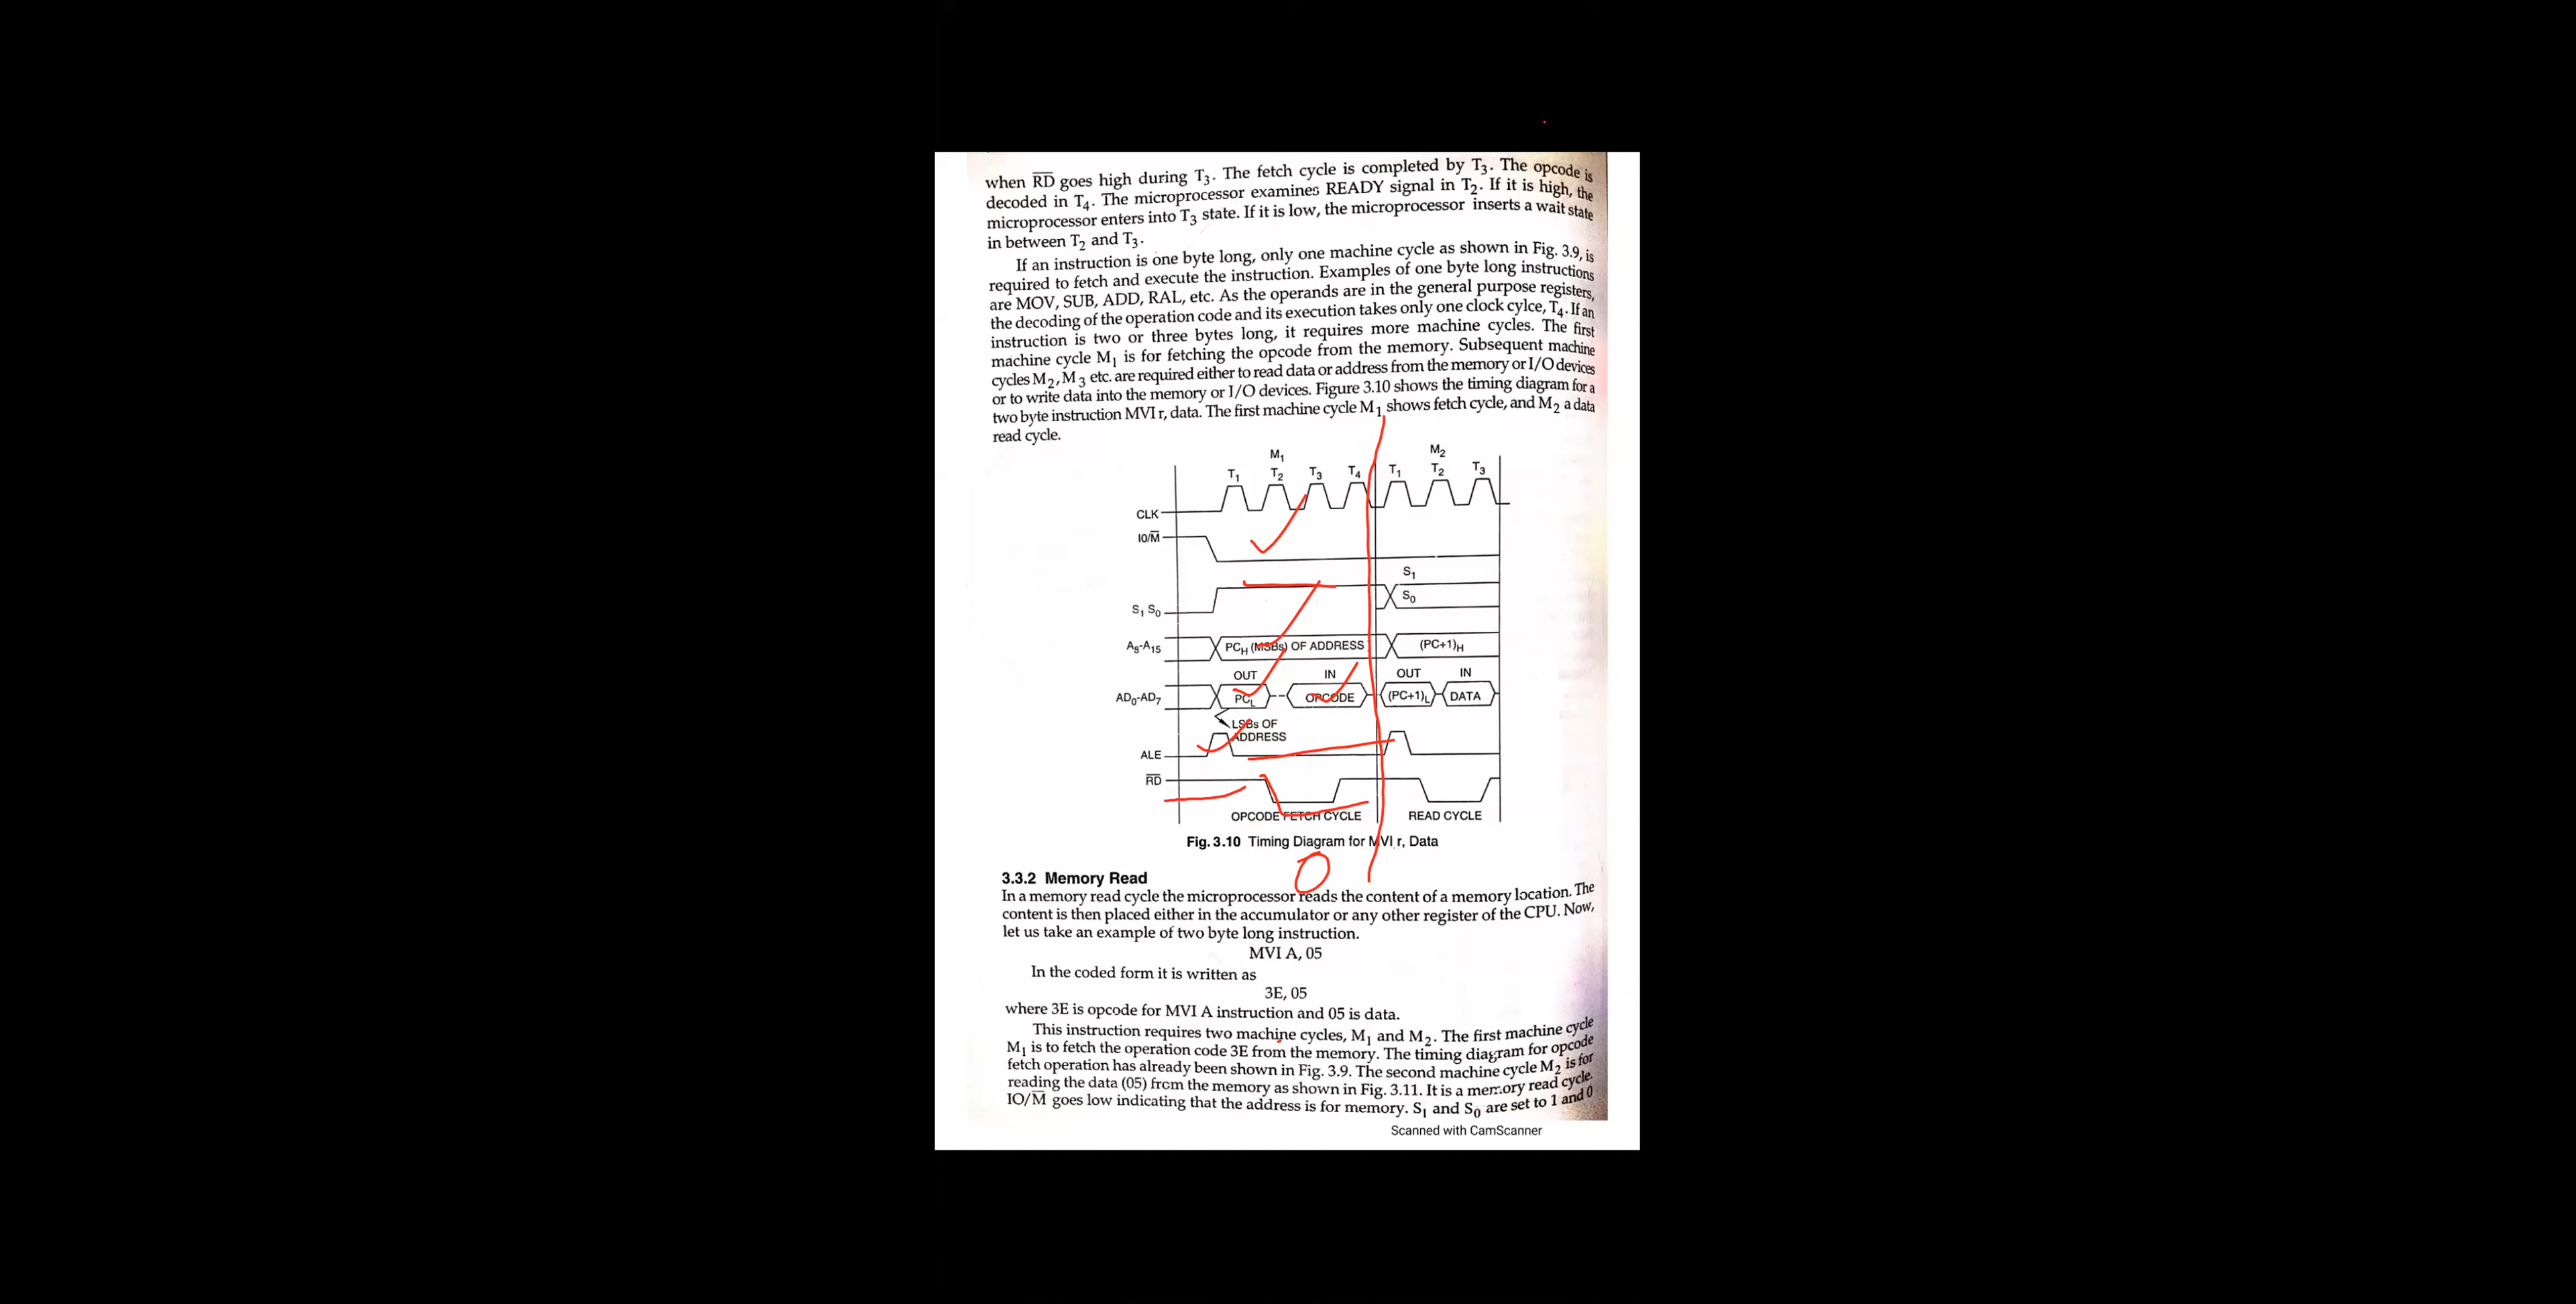 when R̅D̅ goes high during T₃. The fetch cycle is completed by T₃. The opcode is
decoded in T₄. The microprocessor examines READY signal in T₂. If it is high, the
microprocessor enters into T₃ state. If it is low, the microprocessor inserts a wait state
in between T₂ and T₃.
If an instruction is one byte long, only one machine cycle as shown in Fig. 3.9, is
required to fetch and execute the instruction. Examples of one byte long instructions
are MOV, SUB, ADD, RAL, etc. As the operands are in the general purpose registers,
the decoding of the operation code and its execution takes only one clock cylce, T₄. If an
instruction is two or three bytes long, it requires more machine cycles. The first
machine cycle M₁ is for fetching the opcode from the memory. Subsequent machine
cycles M₂, M₃ etc. are required either to read data or address from the memory or I/O devices
or to write data into the memory or I/O devices. Figure 3.10 shows the timing diagram for a
two byte instruction MVI r, data. The first machine cycle M₁ shows fetch cycle, and M₂ a data
read cycle.
M₁ M₂
T₁ T₂ T₃ T₄ T₁ T₂ T₃
CLK
IO/M̅
S₁
S₁ S₀ S₀
A₈-A₁₅ PC_H (MSBs) OF ADDRESS (PC+1)_H
OUT IN OUT IN
AD₀-AD₇ PC_L OPCODE (PC+1)_L DATA
LSBs OF
ADDRESS
ALE
R̅D̅
OPCODE FETCH CYCLE READ CYCLE
Fig. 3.10 Timing Diagram for MVI r, Data
3.3.2 Memory Read
In a memory read cycle the microprocessor reads the content of a memory location. The
content is then placed either in the accumulator or any other register of the CPU. Now,
let us take an example of two byte long instruction.
MVI A, 05
In the coded form it is written as
3E, 05
where 3E is opcode for MVI A instruction and 05 is data.
This instruction requires two machine cycles, M₁ and M₂. The first machine cycle
M₁ is to fetch the operation code 3E from the memory. The timing diagram for opcode
fetch operation has already been shown in Fig. 3.9. The second machine cycle M₂ is for
reading the data (05) from the memory as shown in Fig. 3.11. It is a memory read cycle.
IO/M̅ goes low indicating that the address is for memory. S₁ and S₀ are set to 1 and 0
Scanned with CamScanner